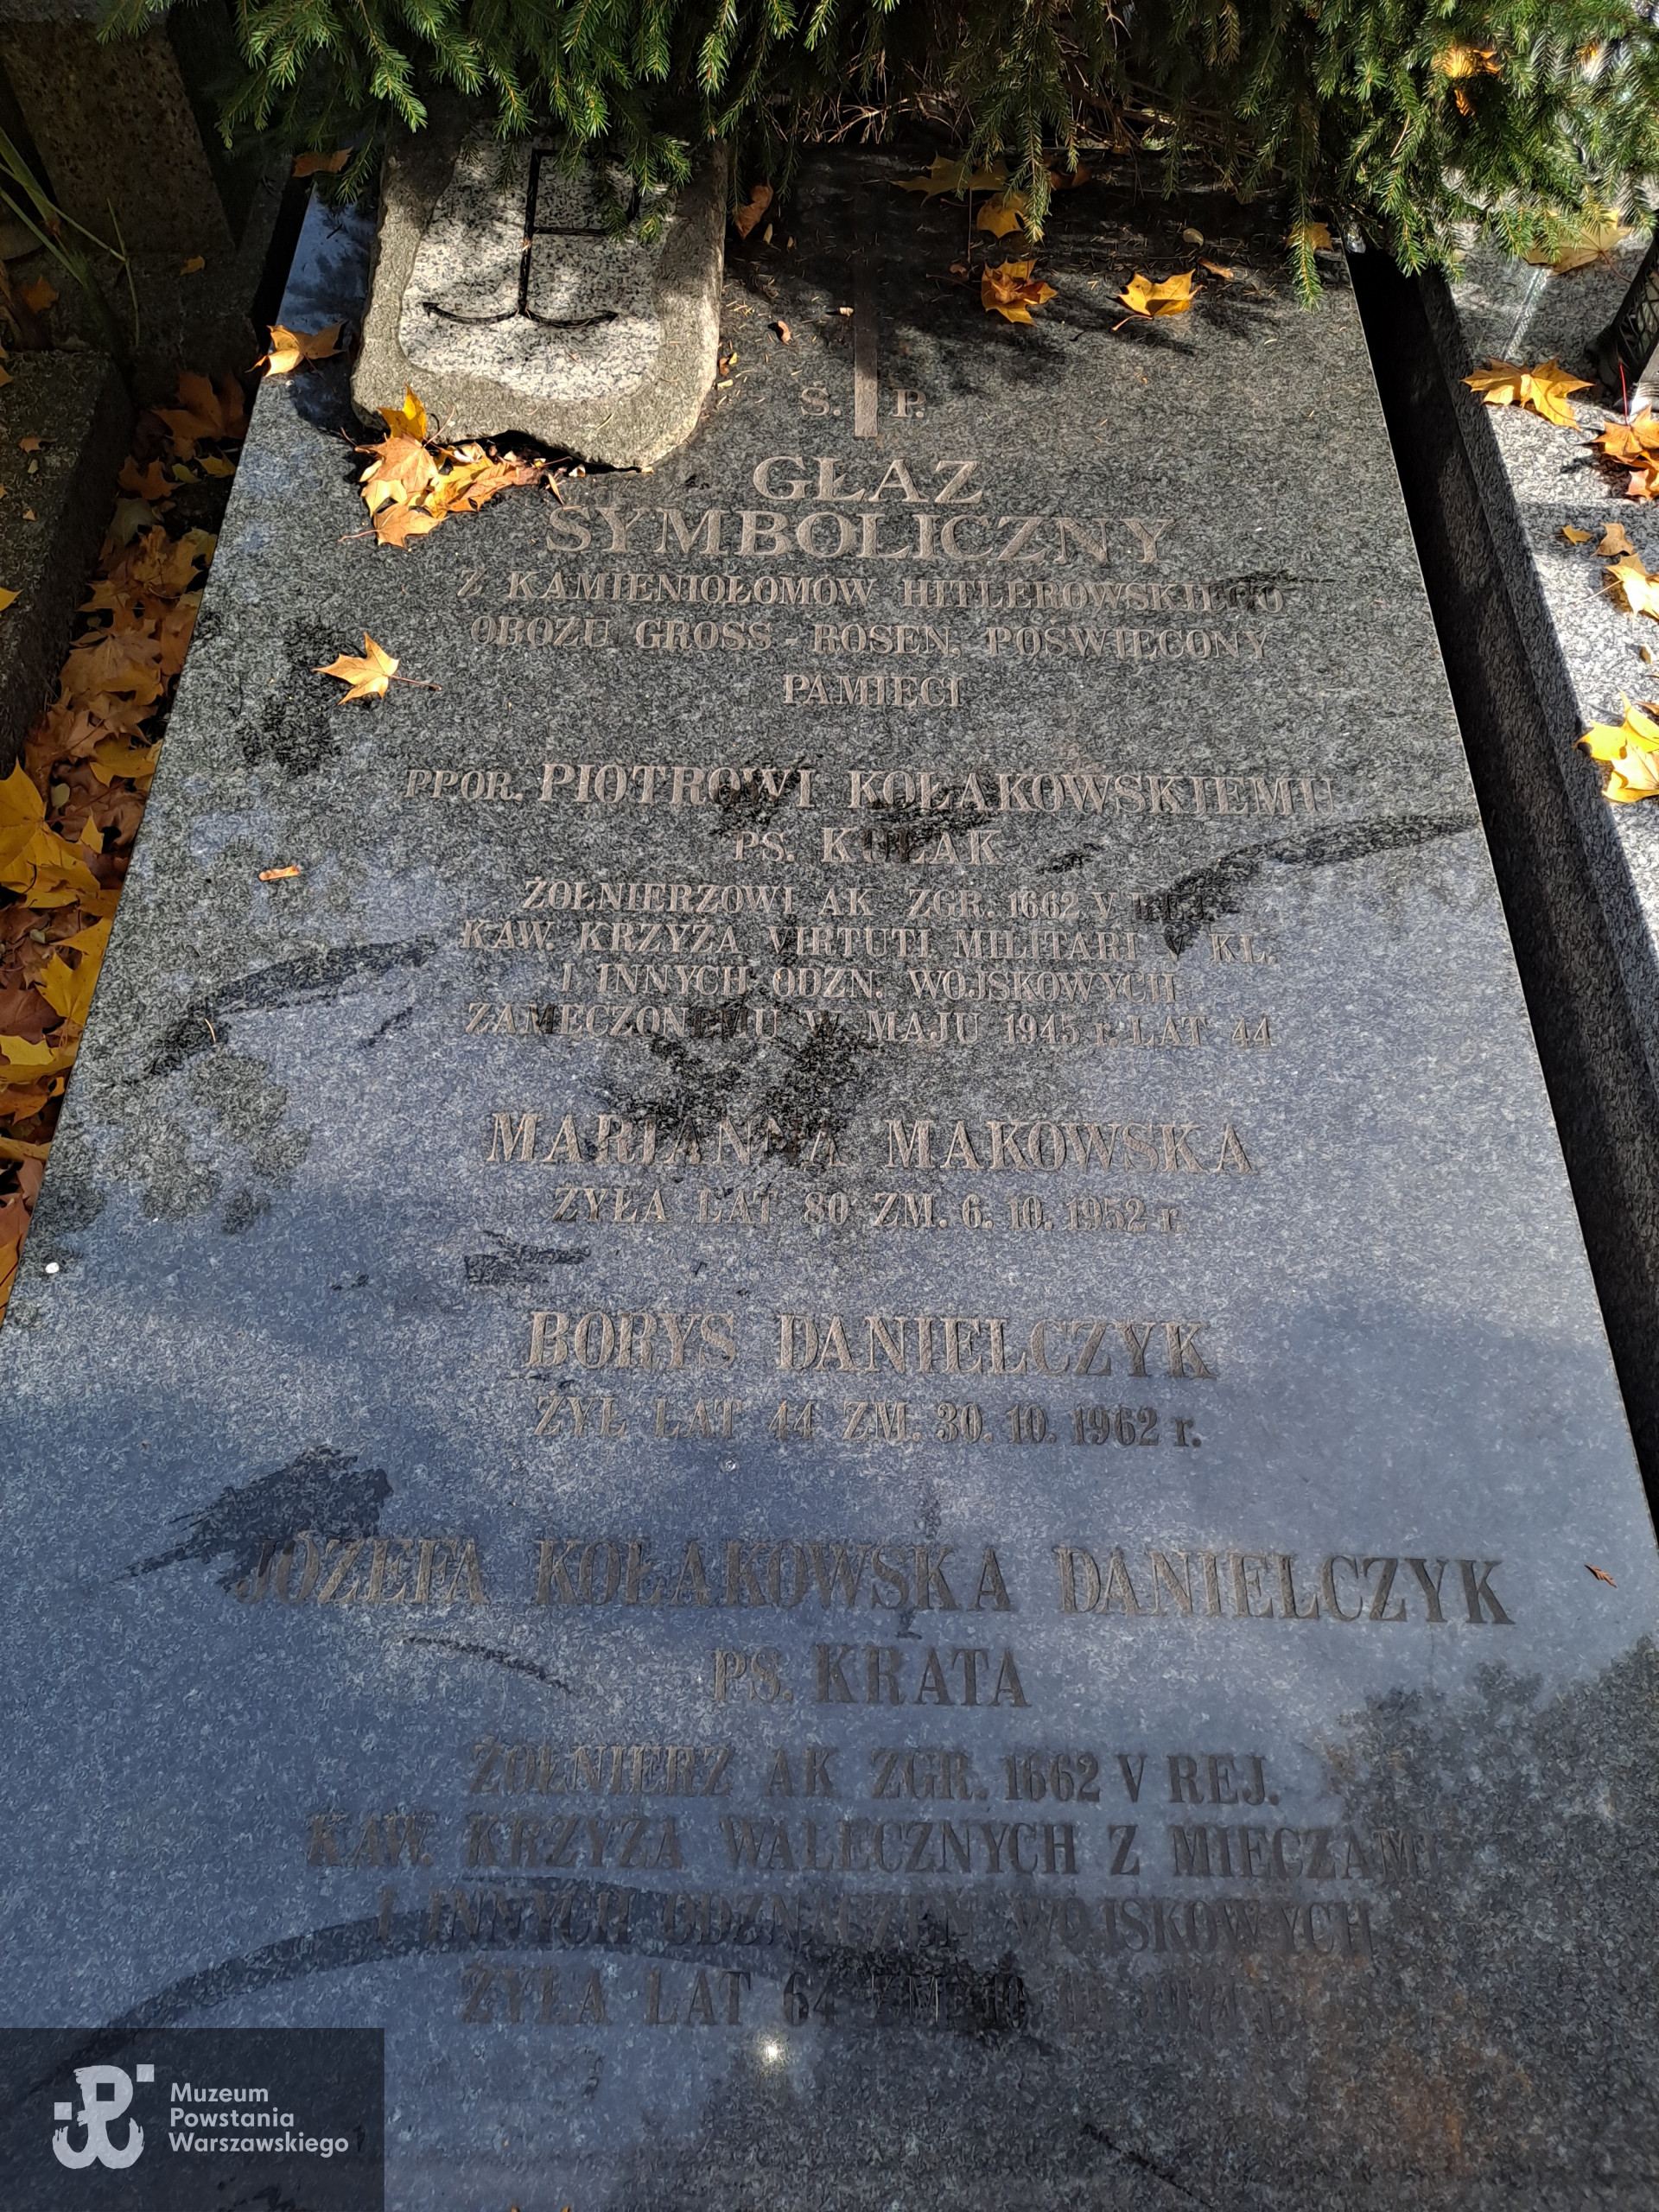 S. P.
GŁAZ
SYMBOLICZNY
Z KAMIENIOŁOMÓW HITLEROWSKIEGO
OBOZU GROSS - ROSEN, POŚWIĘCONY
PAMIĘCI
PPOR. PIOTROWI KOŁAKOWSKIEMU
PS. KUŁAK
ŻOŁNIERZOWI AK ZGR. 1662 V REJ.
KAW. KRZYŻA VIRTUTI MILITARI V KL.
I INNYCH ODZN. WOJSKOWYCH
ZAMĘCZONEMU W MAJU 1945 r. LAT 44
MARIANNA MAKOWSKA
ŻYŁA LAT 80 ZM. 6. 10. 1952 r.
BORYS DANIELCZYK
ŻYŁ LAT 44 ZM. 30. 10. 1962 r.
JÓZEFA KOŁAKOWSKA DANIELCZYK
PS. KRATA
ŻOŁNIERZ AK ZGR. 1662 V REJ.
KAW. KRZYŻA WALECZNYCH Z MIECZAMI
I INNYCH ODZNACZEŃ WOJSKOWYCH
ŻYŁA LAT 64 ZM.
Muzeum
Powstania
Warszawskiego